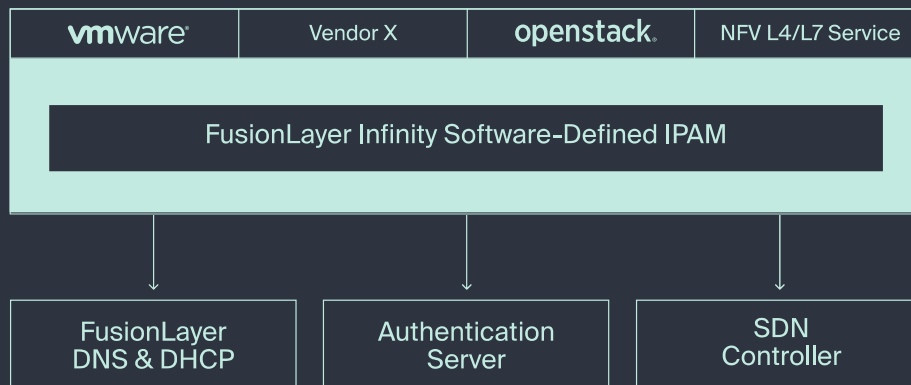 vmware®
Vendor X
openstack.
NFV L4/L7 Service
FusionLayer Infinity Software-Defined IPAM
FusionLayer
DNS & DHCP
Authentication
Server
SDN
Controller